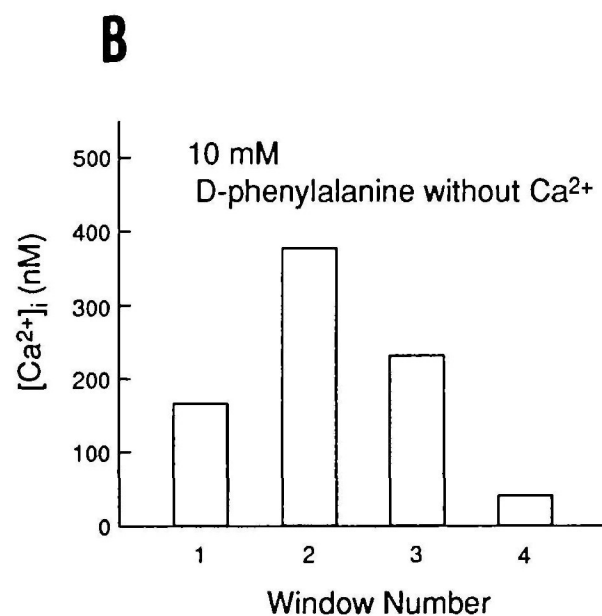 B
10 mM
D-phenylalanine without Ca²⁺
[Ca²⁺]i (nM)
500
400
300
200
100
0
1 2 3 4
Window Number